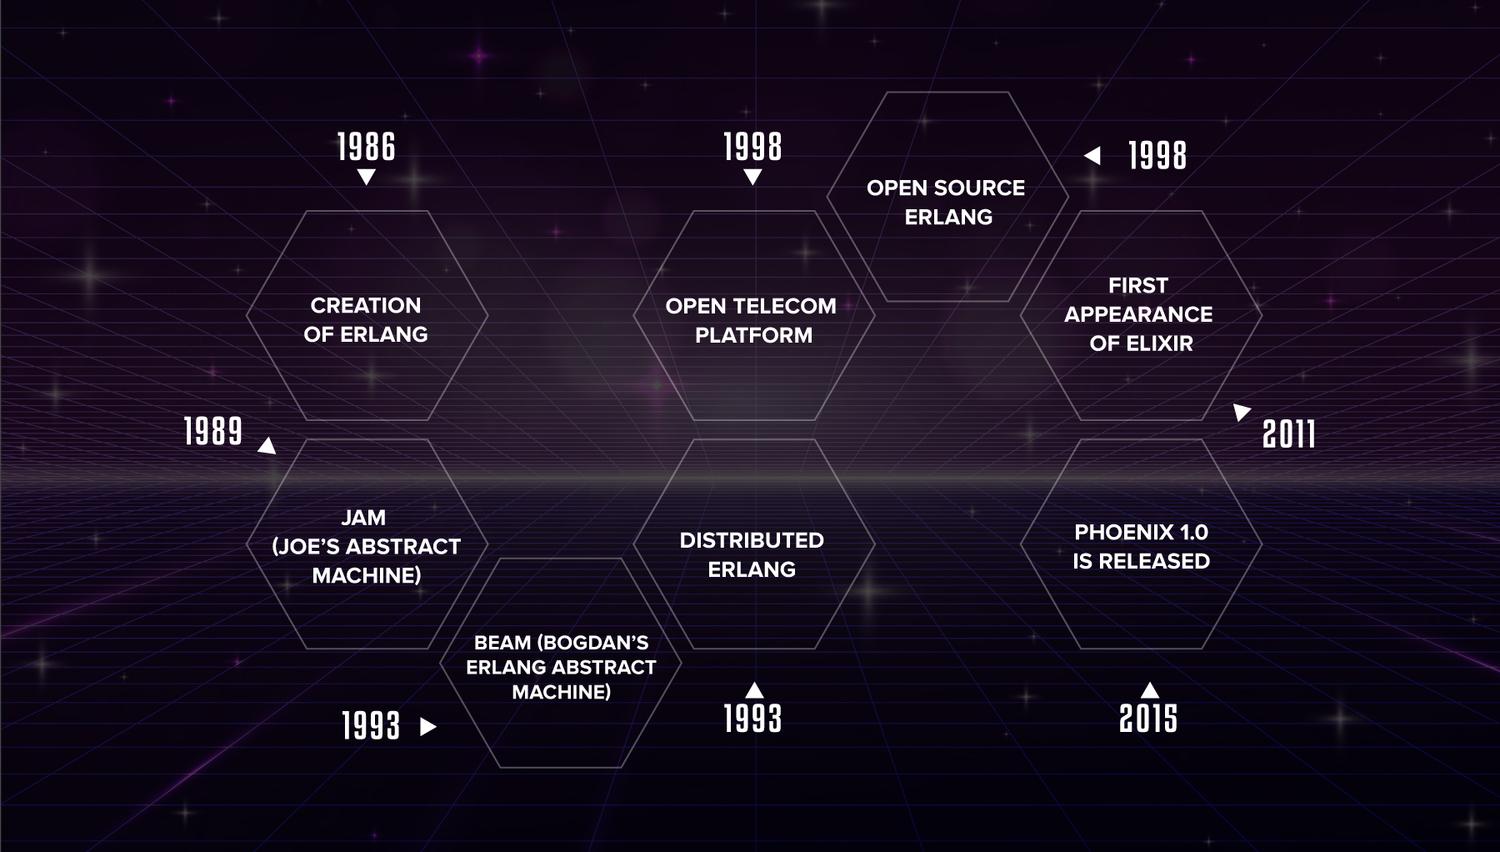 1986
CREATION
OF ERLANG
1989
JAM
(JOE'S ABSTRACT
MACHINE)
1993
BEAM (BOGDAN'S
ERLANG ABSTRACT
MACHINE)
1993
DISTRIBUTED
ERLANG
1998
OPEN TELECOM
PLATFORM
1998
OPEN SOURCE
ERLANG
2011
FIRST
APPEARANCE
OF ELIXIR
2015
PHOENIX 1.0
IS RELEASED